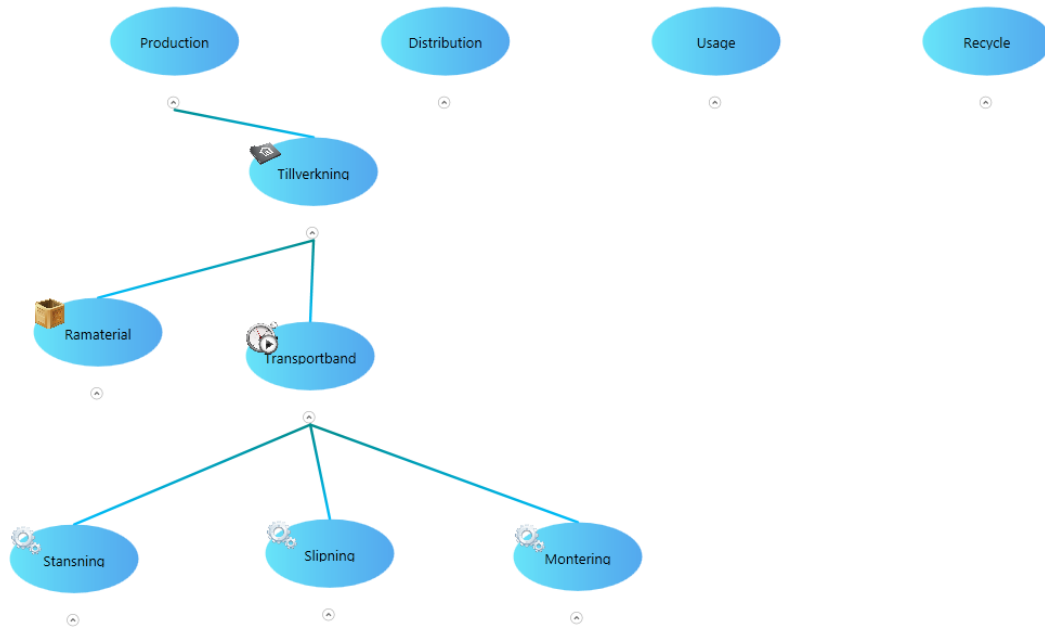 Production
Distribution
Usage
Recycle
Tillverkning
Ramaterial
Transportband
Stansning
Slipning
Montering